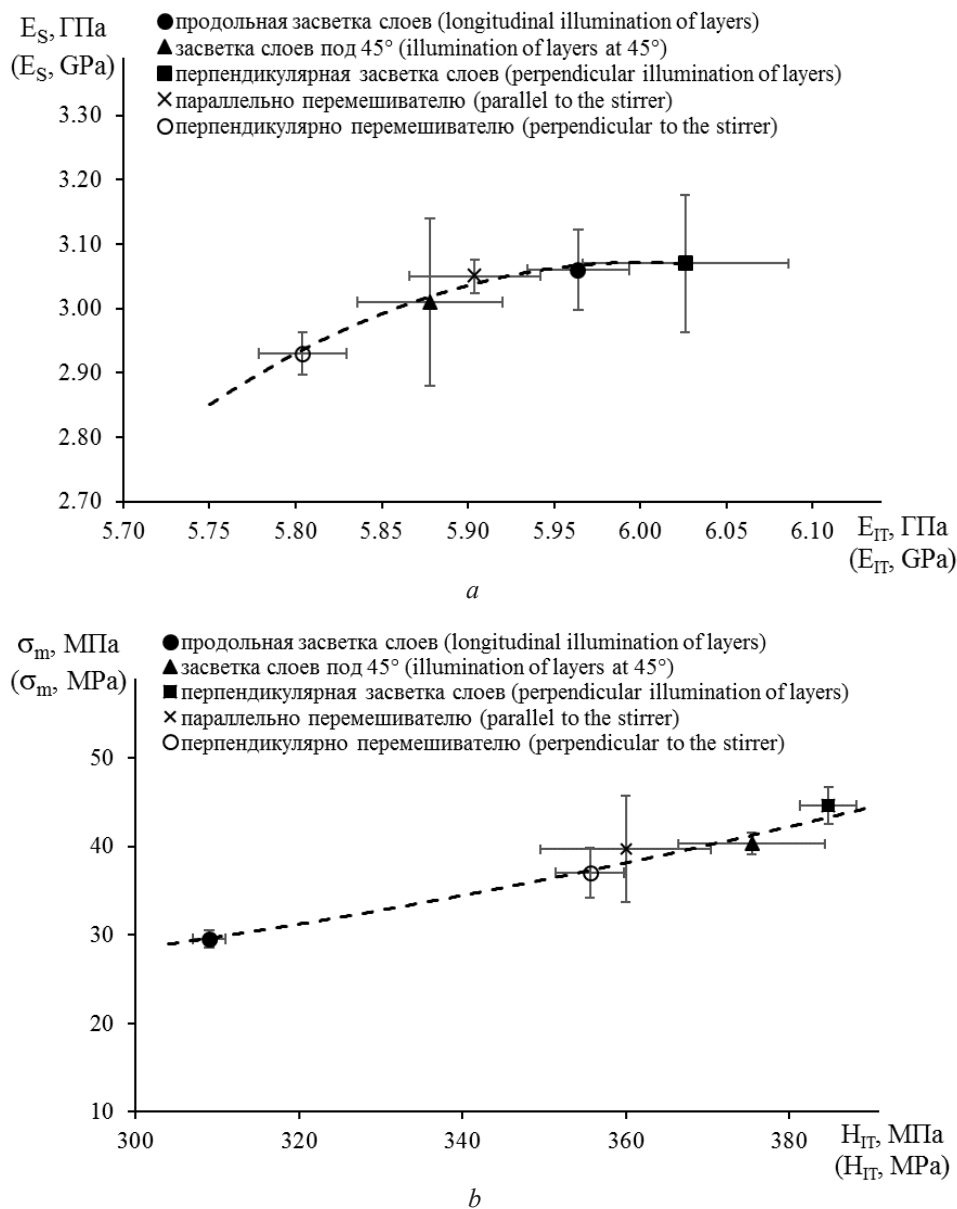 E_S, ГПа
(E_S, GPa)
●продольная засветка слоев (longitudinal illumination of layers)
▲засветка слоев под 45° (illumination of layers at 45°)
■перпендикулярная засветка слоев (perpendicular illumination of layers)
×параллельно перемешивателю (parallel to the stirrer)
○перпендикулярно перемешивателю (perpendicular to the stirrer)
3.30
3.20
3.10
3.00
2.90
2.80
2.70
5.70 5.75 5.80 5.85 5.90 5.95 6.00 6.05 6.10 E_IT, ГПа
(E_IT, GPa)
a
σ_m, МПа
(σ_m, MPa)
●продольная засветка слоев (longitudinal illumination of layers)
▲засветка слоев под 45° (illumination of layers at 45°)
■перпендикулярная засветка слоев (perpendicular illumination of layers)
×параллельно перемешивателю (parallel to the stirrer)
○перпендикулярно перемешивателю (perpendicular to the stirrer)
50
40
30
20
10
300 320 340 360 380 H_IT, МПа
(H_IT, MPa)
b